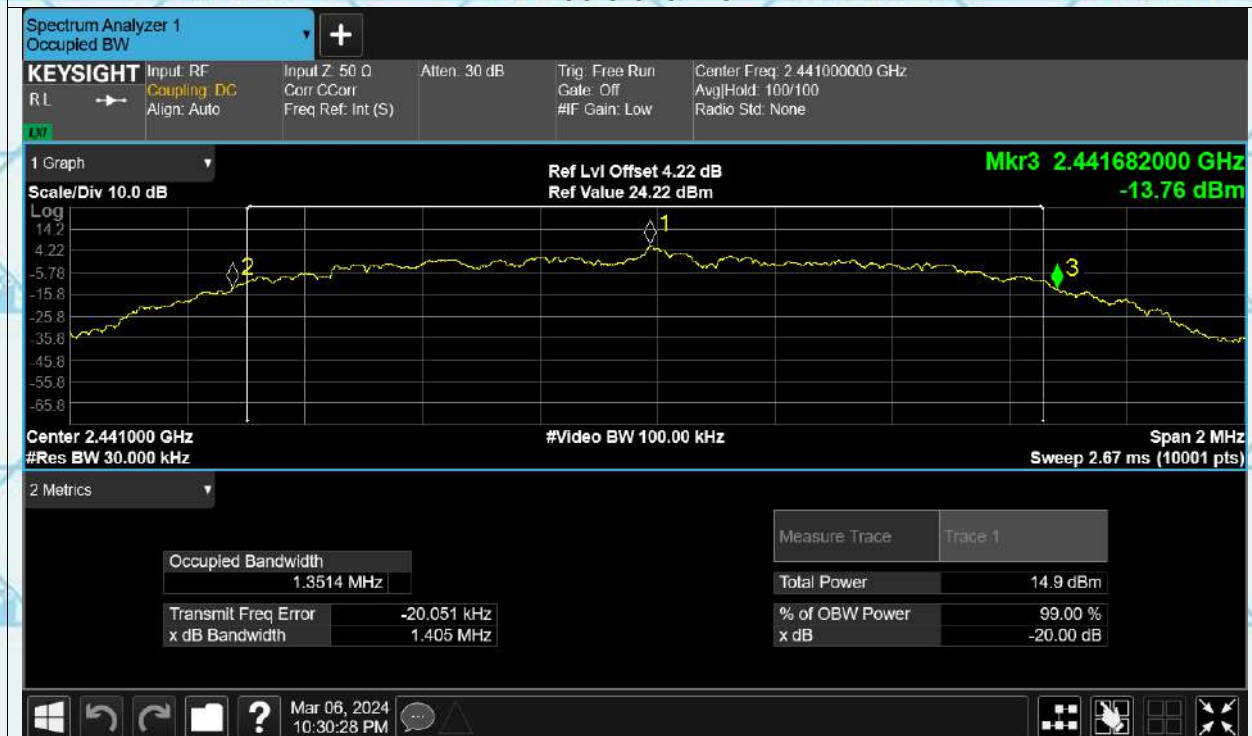 Spectrum Analyzer 1
Occupied BW
+
KEYSIGHT
RL
LXI
Input: RF
Coupling: DC
Align: Auto
Input Z: 50 Ω
Corr CCorr
Freq Ref: Int (S)
Atten: 30 dB
Trig: Free Run
Gate: Off
#IF Gain: Low
Center Freq: 2.441000000 GHz
Avg|Hold: 100/100
Radio Std: None
1 Graph
Scale/Div 10.0 dB
Ref Lvl Offset 4.22 dB
Ref Value 24.22 dBm
Mkr3 2.441682000 GHz
-13.76 dBm
Log
14.2
4.22
-5.78
-15.8
-25.8
-35.8
-45.8
-55.8
-65.8
1
2
3
Center 2.441000 GHz
#Video BW 100.00 kHz
Span 2 MHz
#Res BW 30.000 kHz
Sweep 2.67 ms (10001 pts)
2 Metrics
Measure Trace
Trace 1
Occupied Bandwidth
1.3514 MHz
Total Power
14.9 dBm
Transmit Freq Error
-20.051 kHz
% of OBW Power
99.00 %
x dB Bandwidth
1.405 MHz
x dB
-20.00 dB
?
Mar 06, 2024
10:30:28 PM